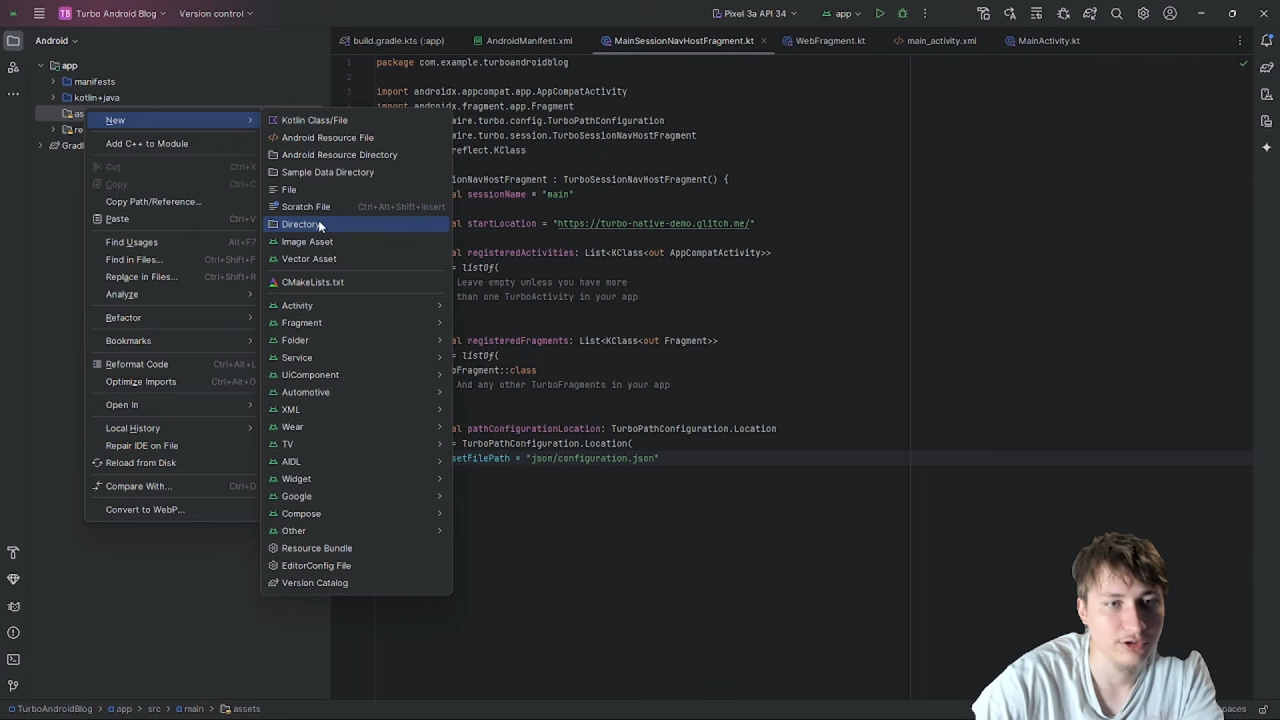 TB Turbo Android Blog
Version control
Pixel 3a API 34
app
Android
build.gradle.kts (:app)
AndroidManifest.xml
MainSessionNavHostFragment.kt
WebFragment.kt
main_activity.xml
MainActivity.kt
app
manifests
kotlin+java
as
re
Gradl
New
Add C++ to Module
Cut Ctrl+X
Copy Ctrl+C
Copy Path/Reference...
Paste Ctrl+V
Find Usages Alt+F7
Find in Files... Ctrl+Shift+F
Replace in Files... Ctrl+Shift+R
Analyze
Refactor
Bookmarks
Reformat Code Ctrl+Alt+L
Optimize Imports Ctrl+Alt+O
Open In
Local History
Repair IDE on File
Reload from Disk
Compare With... Ctrl+D
Convert to WebP...
Kotlin Class/File
Android Resource File
Android Resource Directory
Sample Data Directory
File
Scratch File Ctrl+Alt+Shift+Insert
Directory
Image Asset
Vector Asset
CMakeLists.txt
Activity
Fragment
Folder
Service
UiComponent
Automotive
XML
Wear
TV
AIDL
Widget
Google
Compose
Other
Resource Bundle
EditorConfig File
Version Catalog
1 package com.example.turboandroidblog
2
3 import androidx.appcompat.app.AppCompatActivity
4 import androidx.fragment.app.Fragment
wire.turbo.config.TurboPathConfiguration
wire.turbo.session.TurboSessionNavHostFragment
reflect.KClass
sionNavHostFragment : TurboSessionNavHostFragment() {
al sessionName = "main"
al startLocation = "https://turbo-native-demo.glitch.me/"
al registeredActivities: List<KClass<out AppCompatActivity>>
= listOf(
Leave empty unless you have more
than one TurboActivity in your app
al registeredFragments: List<KClass<out Fragment>>
= listOf(
bFragment::class
And any other TurboFragments in your app
al pathConfigurationLocation: TurboPathConfiguration.Location
= TurboPathConfiguration.Location(
setFilePath = "json/configuration.json"
TurboAndroidBlog
app
src
main
assets
paces